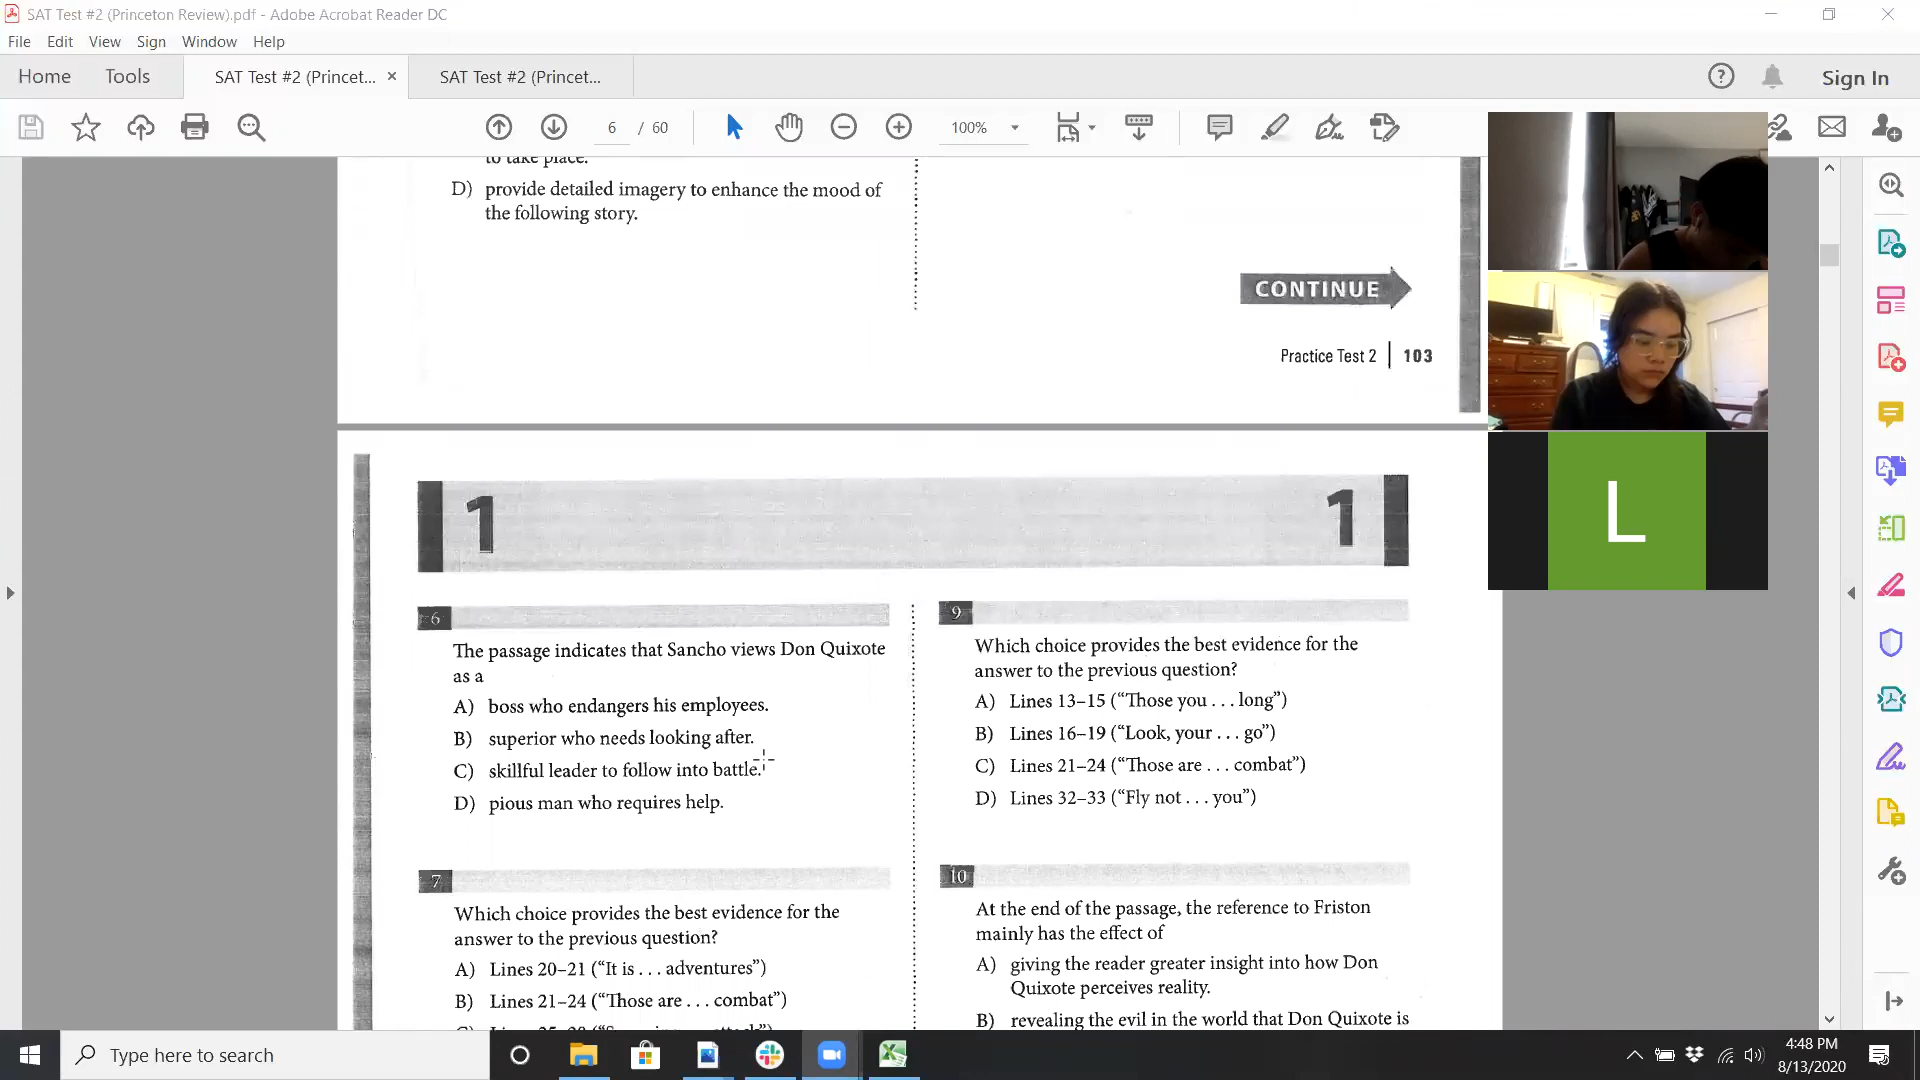 SAT Test #2 (Princeton Review).pdf - Adobe Acrobat Reader DC
File Edit View Sign Window Help
Home Tools SAT Test #2 (Princet... × SAT Test #2 (Princet... Sign In
6 / 60 100%
to take place.
D) provide detailed imagery to enhance the mood of
the following story.
CONTINUE
Practice Test 2 | 103
1 1
6
The passage indicates that Sancho views Don Quixote
as a
A) boss who endangers his employees.
B) superior who needs looking after.
C) skillful leader to follow into battle.
D) pious man who requires help.
7
Which choice provides the best evidence for the
answer to the previous question?
A) Lines 20–21 (“It is . . . adventures”)
B) Lines 21–24 (“Those are . . . combat”)
9
Which choice provides the best evidence for the
answer to the previous question?
A) Lines 13–15 (“Those you . . . long”)
B) Lines 16–19 (“Look, your . . . go”)
C) Lines 21–24 (“Those are . . . combat”)
D) Lines 32–33 (“Fly not . . . you”)
10
At the end of the passage, the reference to Friston
mainly has the effect of
A) giving the reader greater insight into how Don
Quixote perceives reality.
B) revealing the evil in the world that Don Quixote is
L
Type here to search
4:48 PM
8/13/2020